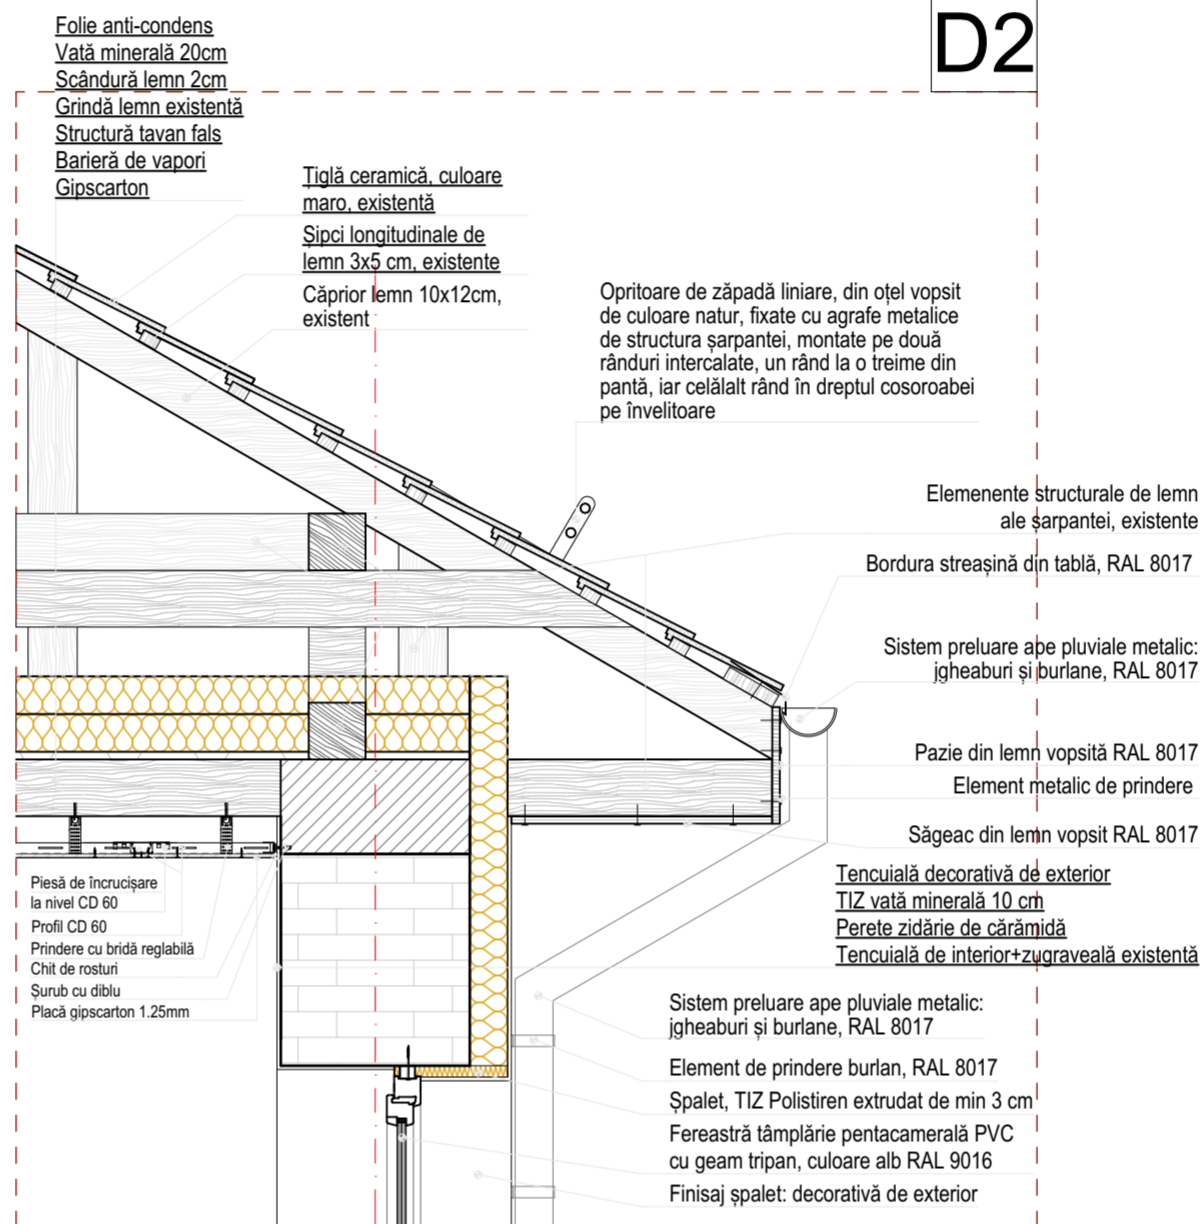 D2
Folie anti-condens
Vată minerală 20cm
Scândură lemn 2cm
Grindă lemn existentă
Structură tavan fals
Barieră de vapori
Gipscarton
Țiglă ceramică, culoare
maro, existentă
Șipci longitudinale de
lemn 3x5 cm, existente
Căprior lemn 10x12cm,
existent
Opritoare de zăpadă liniare, din oțel vopsit
de culoare natur, fixate cu agrafe metalice
de structura șarpantei, montate pe două
rânduri intercalate, un rând la o treime din
pantă, iar celălalt rând în dreptul cosoroabei
pe învelitoare
Elemenente structurale de lemn
ale șarpantei, existente
Bordura streașină din tablă, RAL 8017
Sistem preluare ape pluviale metalic:
jgheaburi și burlane, RAL 8017
Pazie din lemn vopsită RAL 8017
Element metalic de prindere
Săgeac din lemn vopsit RAL 8017
Tencuială decorativă de exterior
TIZ vată minerală 10 cm
Perete zidărie de cărămidă
Tencuială de interior+zugraveală existentă
Piesă de încrucișare
la nivel CD 60
Profil CD 60
Prindere cu bridă reglabilă
Chit de rosturi
Șurub cu diblu
Placă gipscarton 1.25mm
Sistem preluare ape pluviale metalic:
jgheaburi și burlane, RAL 8017
Element de prindere burlan, RAL 8017
Șpalet, TIZ Polistiren extrudat de min 3 cm
Fereastră tâmplărie pentacamerală PVC
cu geam tripan, culoare alb RAL 9016
Finisaj șpalet: decorativă de exterior